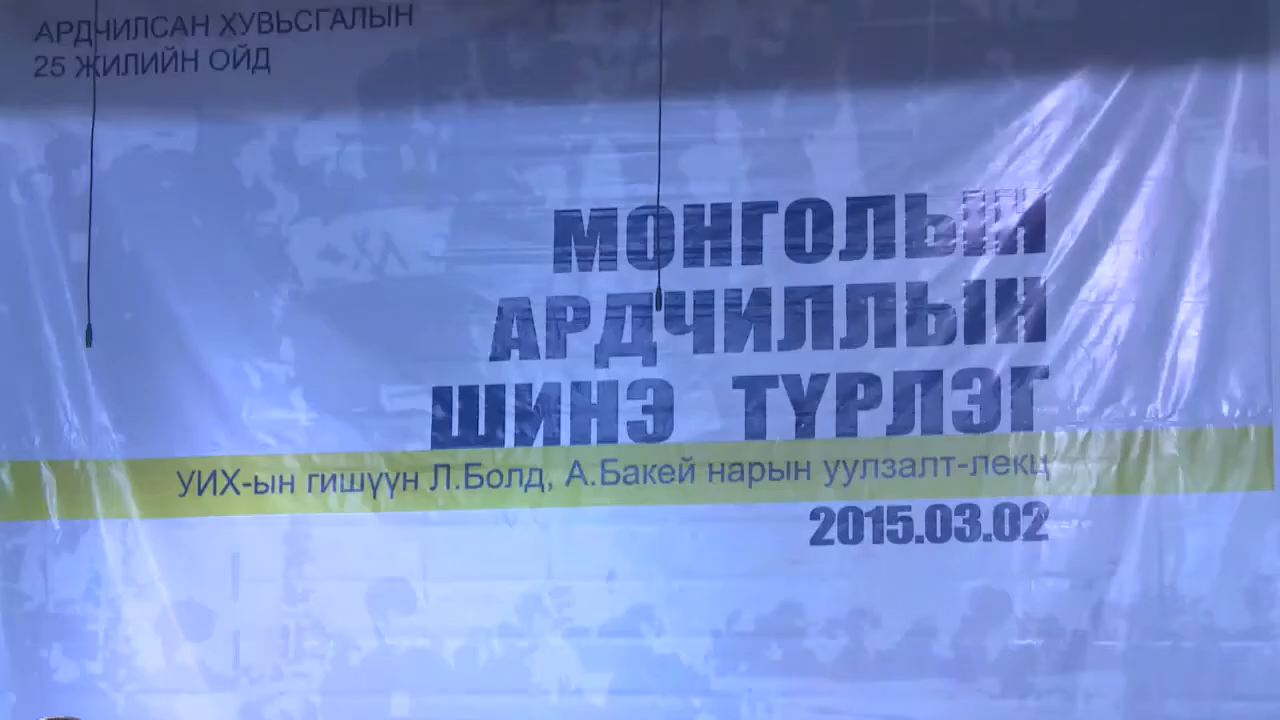 АРДЧИЛСАН ХУВЬСГАЛЫН
25 ЖИЛИЙН ОЙД
МОНГОЛЫН
АРДЧИЛЛЫН
ШИНЭ ТҮРЛЭГ
УИХ-ын гишүүн Л.Болд, А.Бакей нарын уулзалт-лекц
2015.03.02